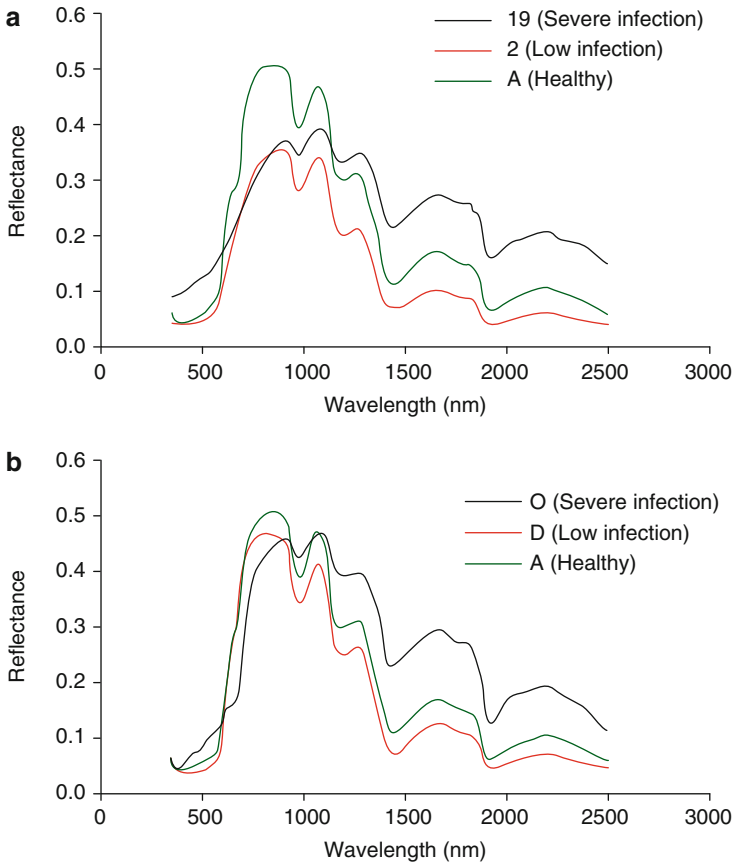 a
0.6
0.5
0.4
0.3
0.2
0.1
0.0
Reflectance
19 (Severe infection)
2 (Low infection)
A (Healthy)
0 500 1000 1500 2000 2500 3000
Wavelength (nm)
b
0.6
0.5
0.4
0.3
0.2
0.1
0.0
Reflectance
O (Severe infection)
D (Low infection)
A (Healthy)
0 500 1000 1500 2000 2500 3000
Wavelength (nm)